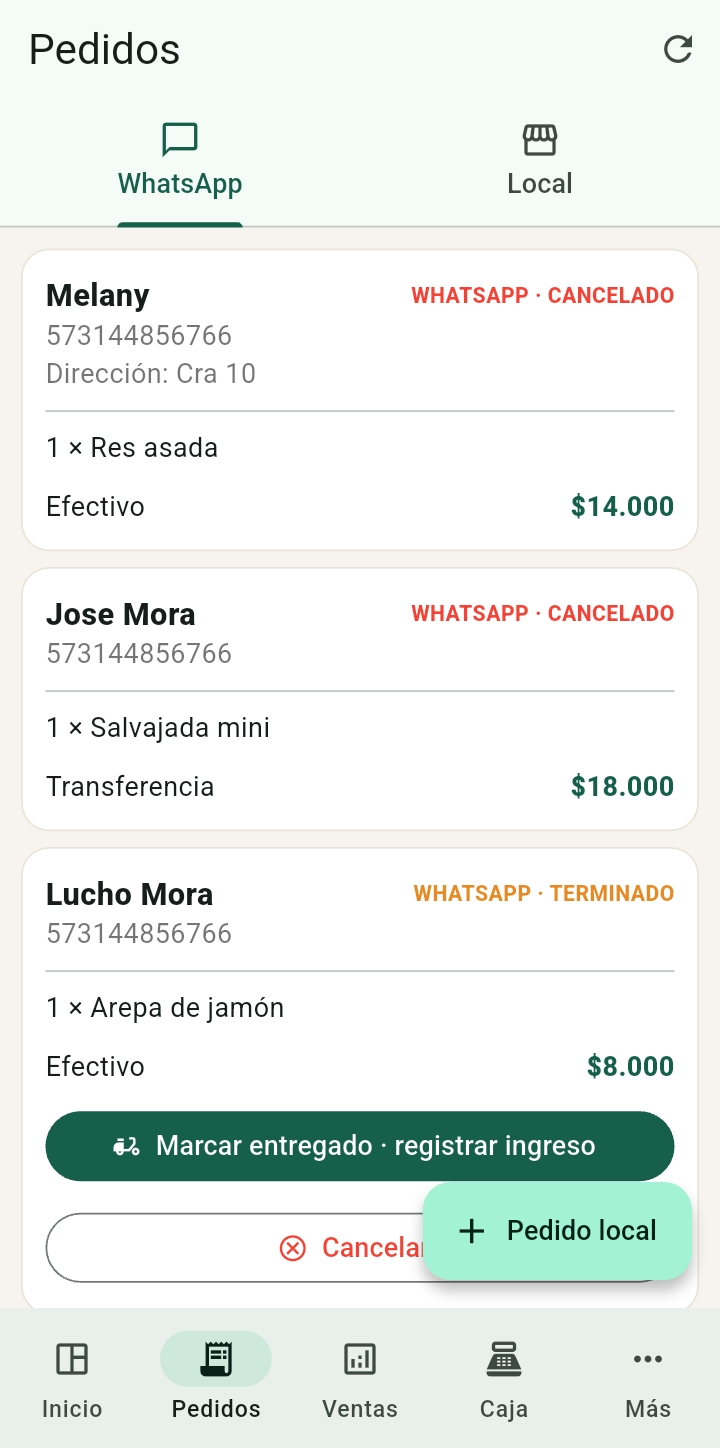 Pedidos
WhatsApp
Local
Melany
WHATSAPP · CANCELADO
573144856766
Dirección: Cra 10
1 × Res asada
Efectivo
$14.000
Jose Mora
WHATSAPP · CANCELADO
573144856766
1 × Salvajada mini
Transferencia
$18.000
Lucho Mora
WHATSAPP · TERMINADO
573144856766
1 × Arepa de jamón
Efectivo
$8.000
Marcar entregado · registrar ingreso
Cancelar
Pedido local
Inicio
Pedidos
Ventas
Caja
Más